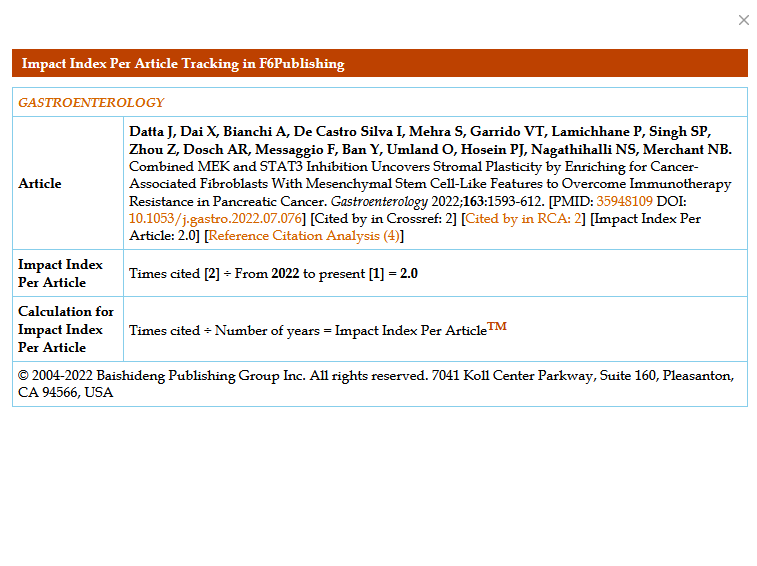 Impact Index Per Article Tracking in F6Publishing
GASTROENTEROLOGY
Article
Datta J, Dai X, Bianchi A, De Castro Silva I, Mehra S, Garrido VT, Lamichhane P, Singh SP,
Zhou Z, Dosch AR, Messaggio F, Ban Y, Umland O, Hosein PJ, Nagathihalli NS, Merchant NB.
Combined MEK and STAT3 Inhibition Uncovers Stromal Plasticity by Enriching for Cancer-
Associated Fibroblasts With Mesenchymal Stem Cell-Like Features to Overcome Immunotherapy
Resistance in Pancreatic Cancer. Gastroenterology 2022;163:1593-612. [PMID: 35948109 DOI:
10.1053/j.gastro.2022.07.076] [Cited by in Crossref: 2] [Cited by in RCA: 2] [Impact Index Per
Article: 2.0] [Reference Citation Analysis (4)]
Impact Index
Per Article
Times cited [2] ÷ From 2022 to present [1] = 2.0
Calculation for
Impact Index
Per Article
Times cited ÷ Number of years = Impact Index Per Article™
© 2004-2022 Baishideng Publishing Group Inc. All rights reserved. 7041 Koll Center Parkway, Suite 160, Pleasanton,
CA 94566, USA